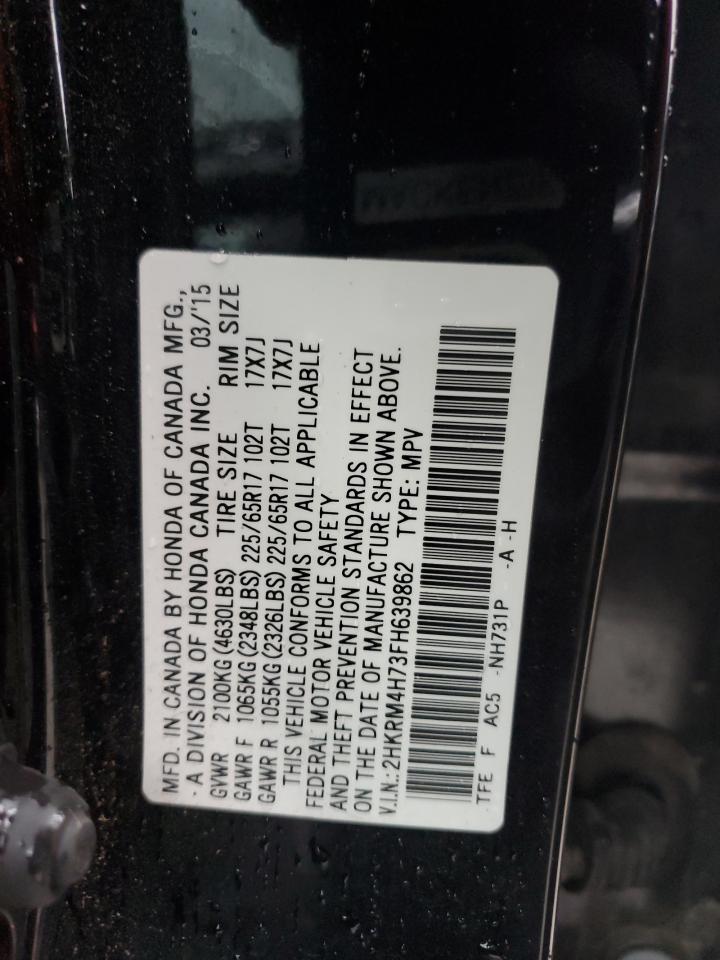 MFD. IN CANADA BY HONDA OF CANADA MFG.,
- A DIVISION OF HONDA CANADA INC. 03/'15
GVWR 2100KG(4630LBS) TIRE SIZE RIM SIZE
GAWR F 1065KG(2348LBS) 225/65R17 102T 17X7J
GAWR R 1055KG(2326LBS) 225/65R17 102T 17X7J
THIS VEHICLE CONFORMS TO ALL APPLICABLE
FEDERAL MOTOR VEHICLE SAFETY
AND THEFT PREVENTION STANDARDS IN EFFECT
ON THE DATE OF MANUFACTURE SHOWN ABOVE.
V.I.N.: 2HKRM4H73FH639862 TYPE: MPV
- TFE F AC5 - NH731P -A -H